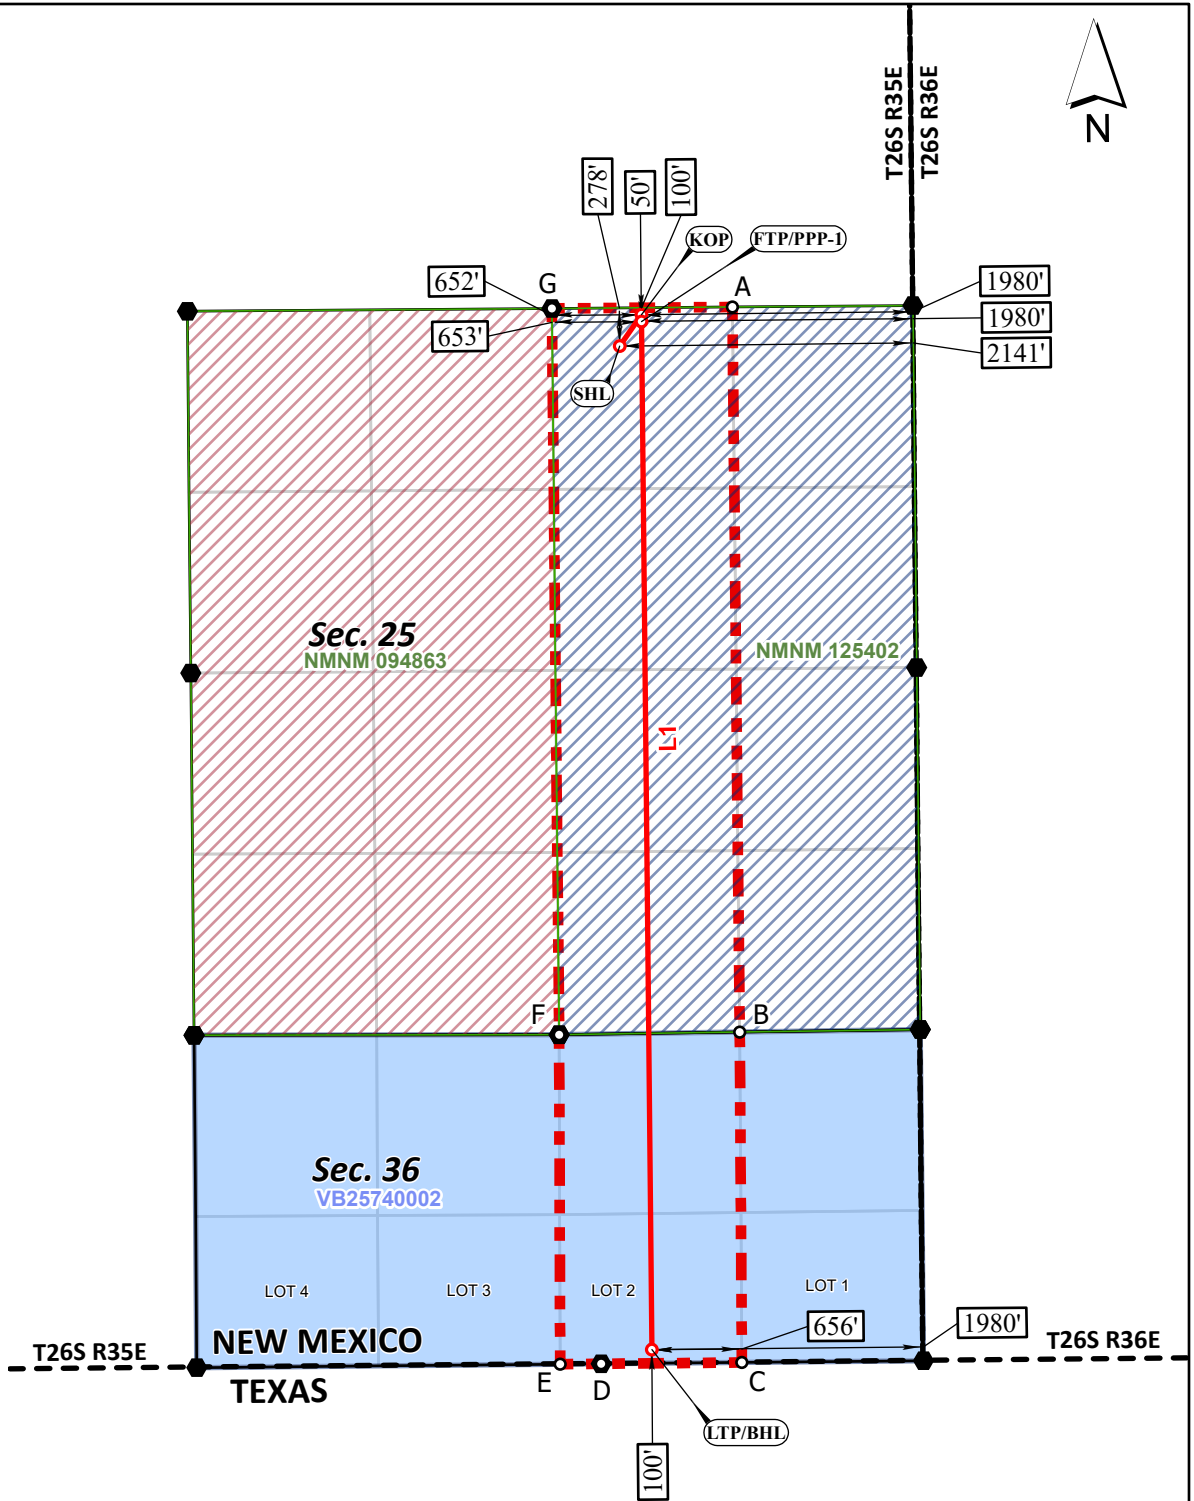 T26S R35E
T26S R36E
N
278'
50'
100'
KOP
FTP/PPP-1
652'
G
A
1980'
653'
1980'
2141'
SHL
Sec. 25
NMNM 094863
NMNM 125402
L1
F
B
Sec. 36
VB25740002
LOT 4
LOT 3
LOT 2
LOT 1
656'
1980'
T26S R35E
NEW MEXICO
T26S R36E
TEXAS
E
D
C
LTP/BHL
100'